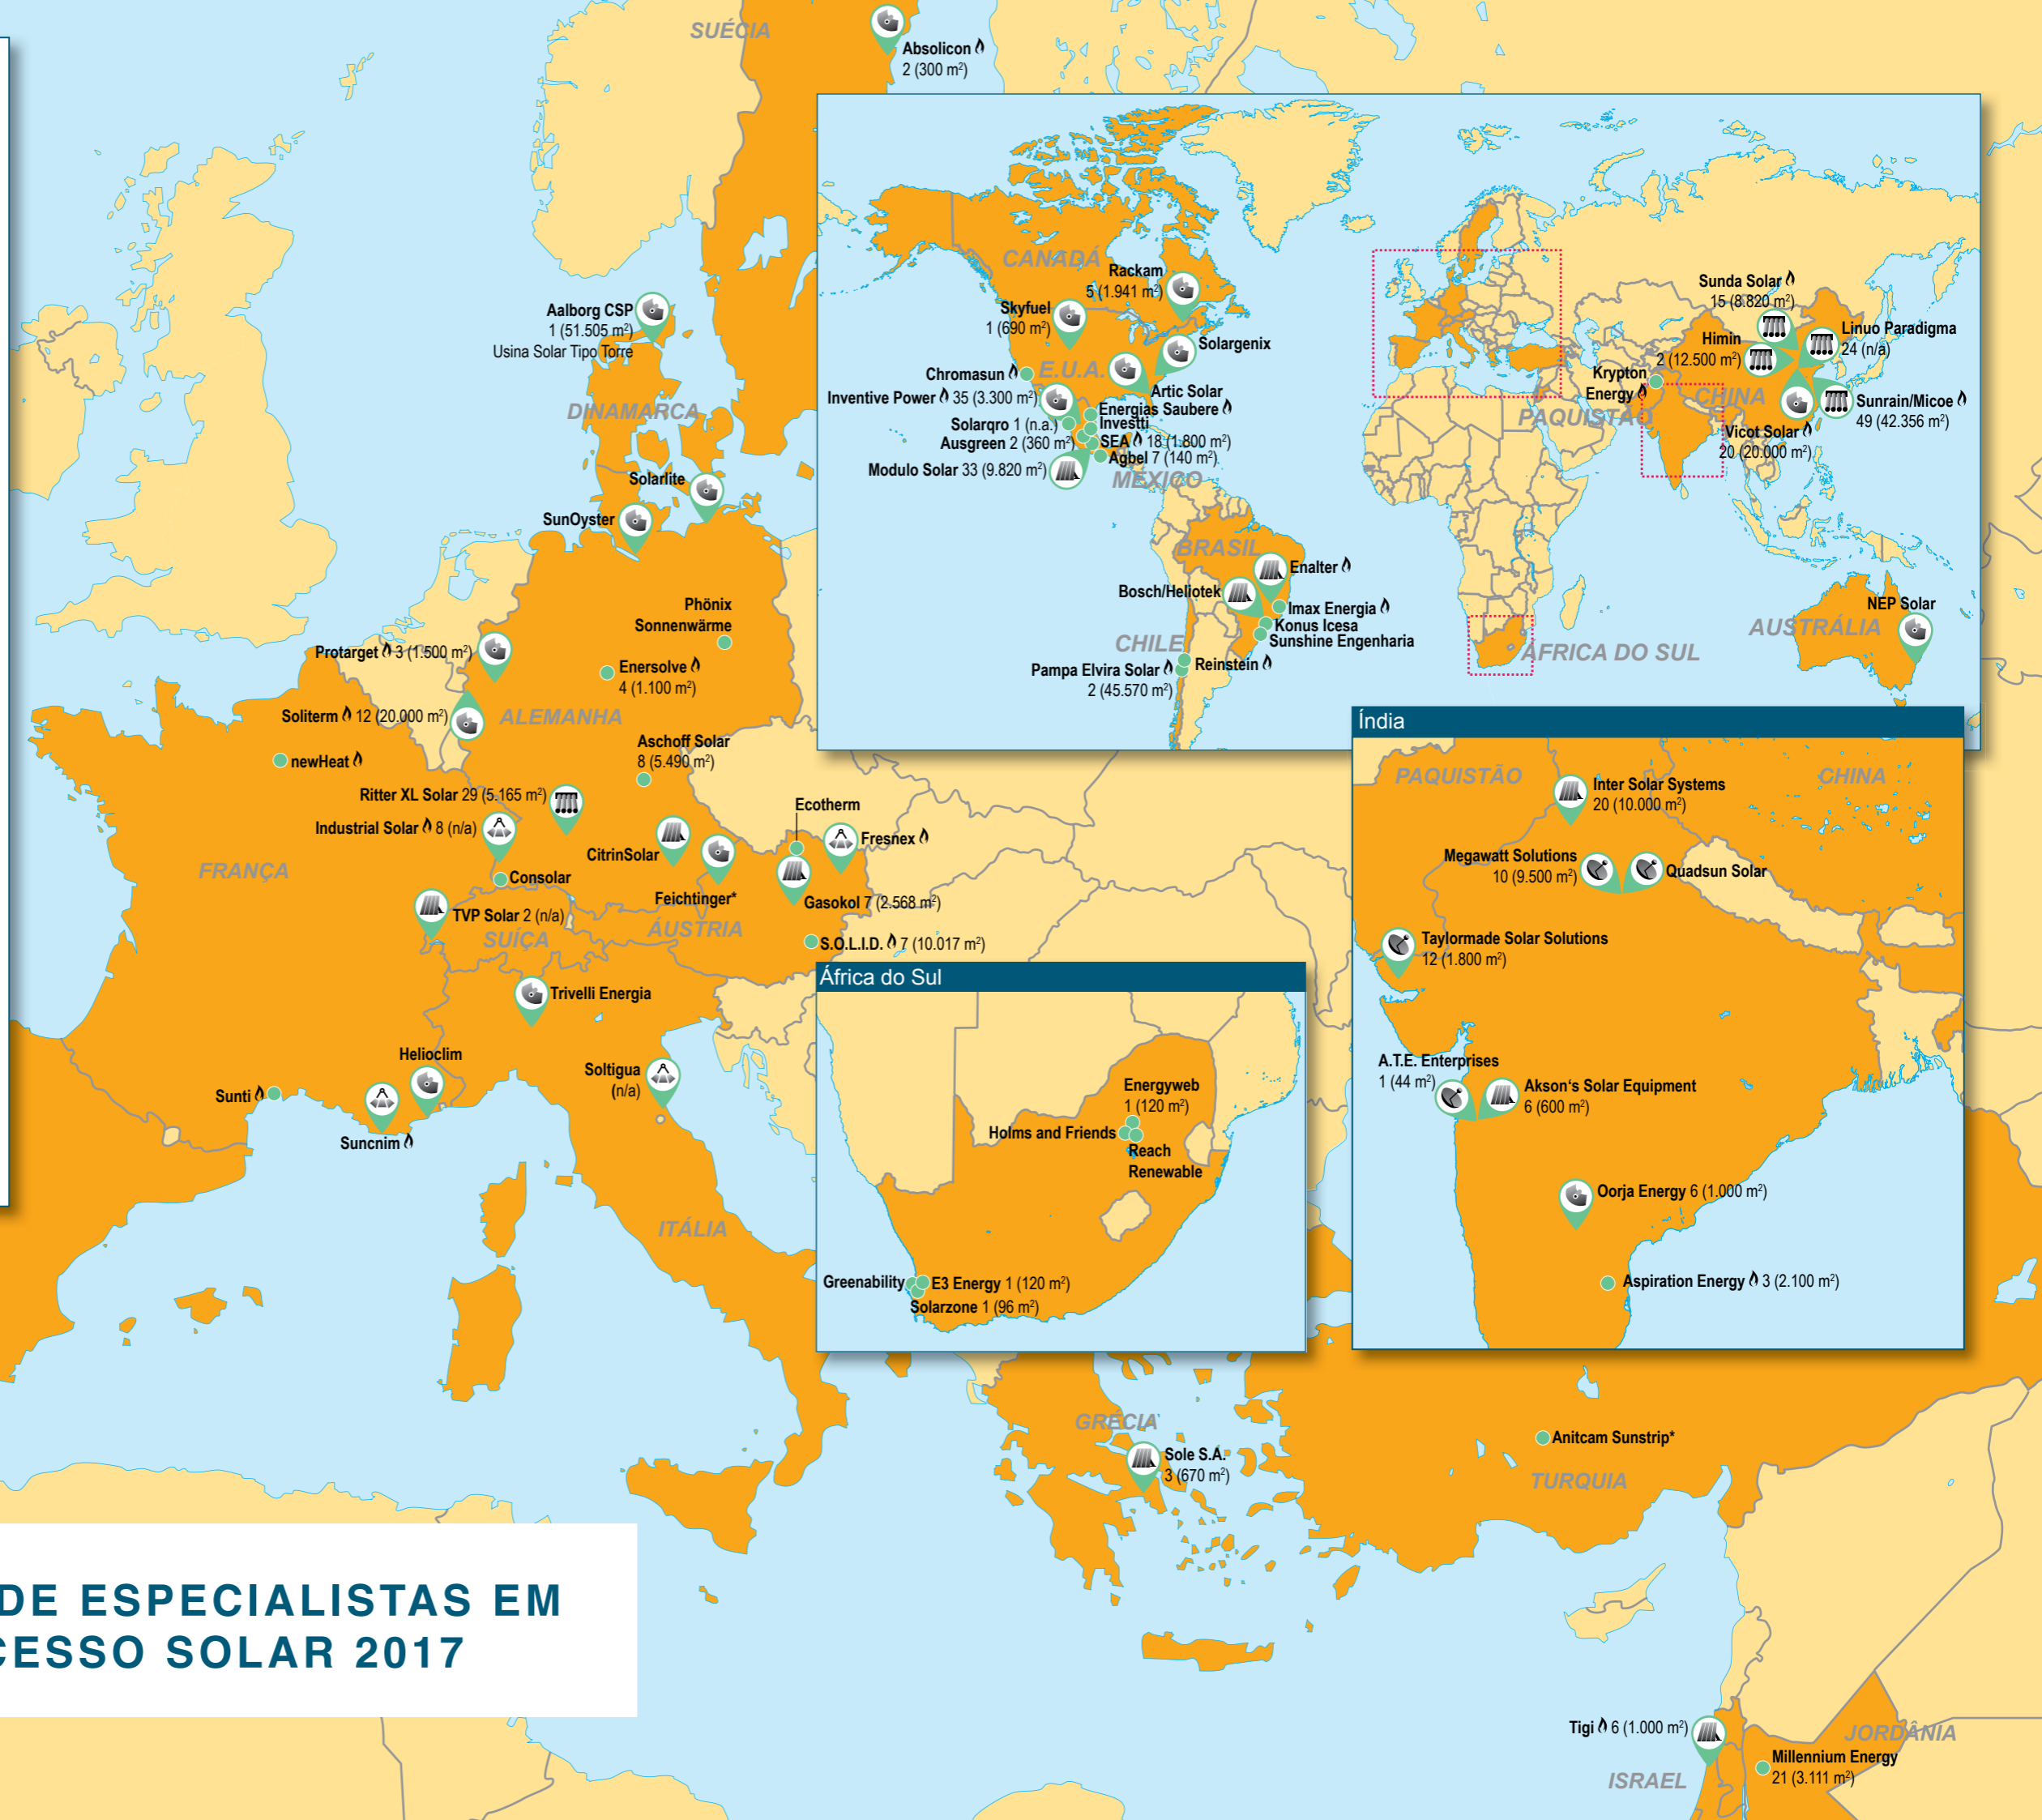 SUÉCIA
Absolicon
2 (300 m²)
Aalborg CSP
1 (51.505 m²)
Usina Solar Tipo Torre
DINAMARCA
Solarlite
SunOyster
Phönix
Sonnenwärme
Protarget 3 (1.500 m²)
Enersolve
4 (1.100 m²)
Soliterm 12 (20.000 m²)
ALEMANHA
newHeat
Aschoff Solar
8 (5.490 m²)
Ritter XL Solar 29 (5.165 m²)
Industrial Solar 8 (n/a)
CitrinSolar
Ecotherm
Fresnex
FRANÇA
Consolar
Feichtinger*
Gasokol 7 (2.568 m²)
TVP Solar 2 (n/a)
SUÍÇA
ÁUSTRIA
S.O.L.I.D. 7 (10.017 m²)
Trivelli Energia
Helioclim
Soltigua
(n/a)
Sunti
Suncnim
ITÁLIA
CANADÁ
Rackam
5 (1.941 m²)
Skyfuel
1 (690 m²)
Solargenix
E.U.A.
Chromasun
Artic Solar
Inventive Power 35 (3.300 m²)
Energias Saubere
Solarqro 1 (n.a.)
Investti
Ausgreen 2 (360 m²)
SEA 18 (1.800 m²)
Agbel 7 (140 m²)
Modulo Solar 33 (9.820 m²)
MÉXICO
BRASIL
Enalter
Bosch/Heliotek
Imax Energia
Konus Icesa
Sunshine Engenharia
CHILE
Reinstein
Pampa Elvira Solar
2 (45.570 m²)
Sunda Solar
15 (8.820 m²)
Linuo Paradigma
24 (n/a)
Himin
2 (12.500 m²)
Krypton
Energy
CHINA
PAQUISTÃO
Sunrain/Micoe
49 (42.356 m²)
Vicot Solar
20 (20.000 m²)
NEP Solar
AUSTRÁLIA
ÁFRICA DO SUL
Índia
PAQUISTÃO
CHINA
Inter Solar Systems
20 (10.000 m²)
Megawatt Solutions
10 (9.500 m²)
Quadsun Solar
Taylormade Solar Solutions
12 (1.800 m²)
A.T.E. Enterprises
1 (44 m²)
Akson‘s Solar Equipment
6 (600 m²)
Oorja Energy 6 (1.000 m²)
Aspiration Energy 3 (2.100 m²)
África do Sul
Energyweb
1 (120 m²)
Holms and Friends
Reach
Renewable
Greenability
E3 Energy 1 (120 m²)
Solarzone 1 (96 m²)
GRÉCIA
Sole S.A.
3 (670 m²)
Anitcam Sunstrip*
TURQUIA
DE ESPECIALISTAS EM
CESSO SOLAR 2017
Tigi 6 (1.000 m²)
JORDÂNIA
Millennium Energy
21 (3.111 m²)
ISRAEL